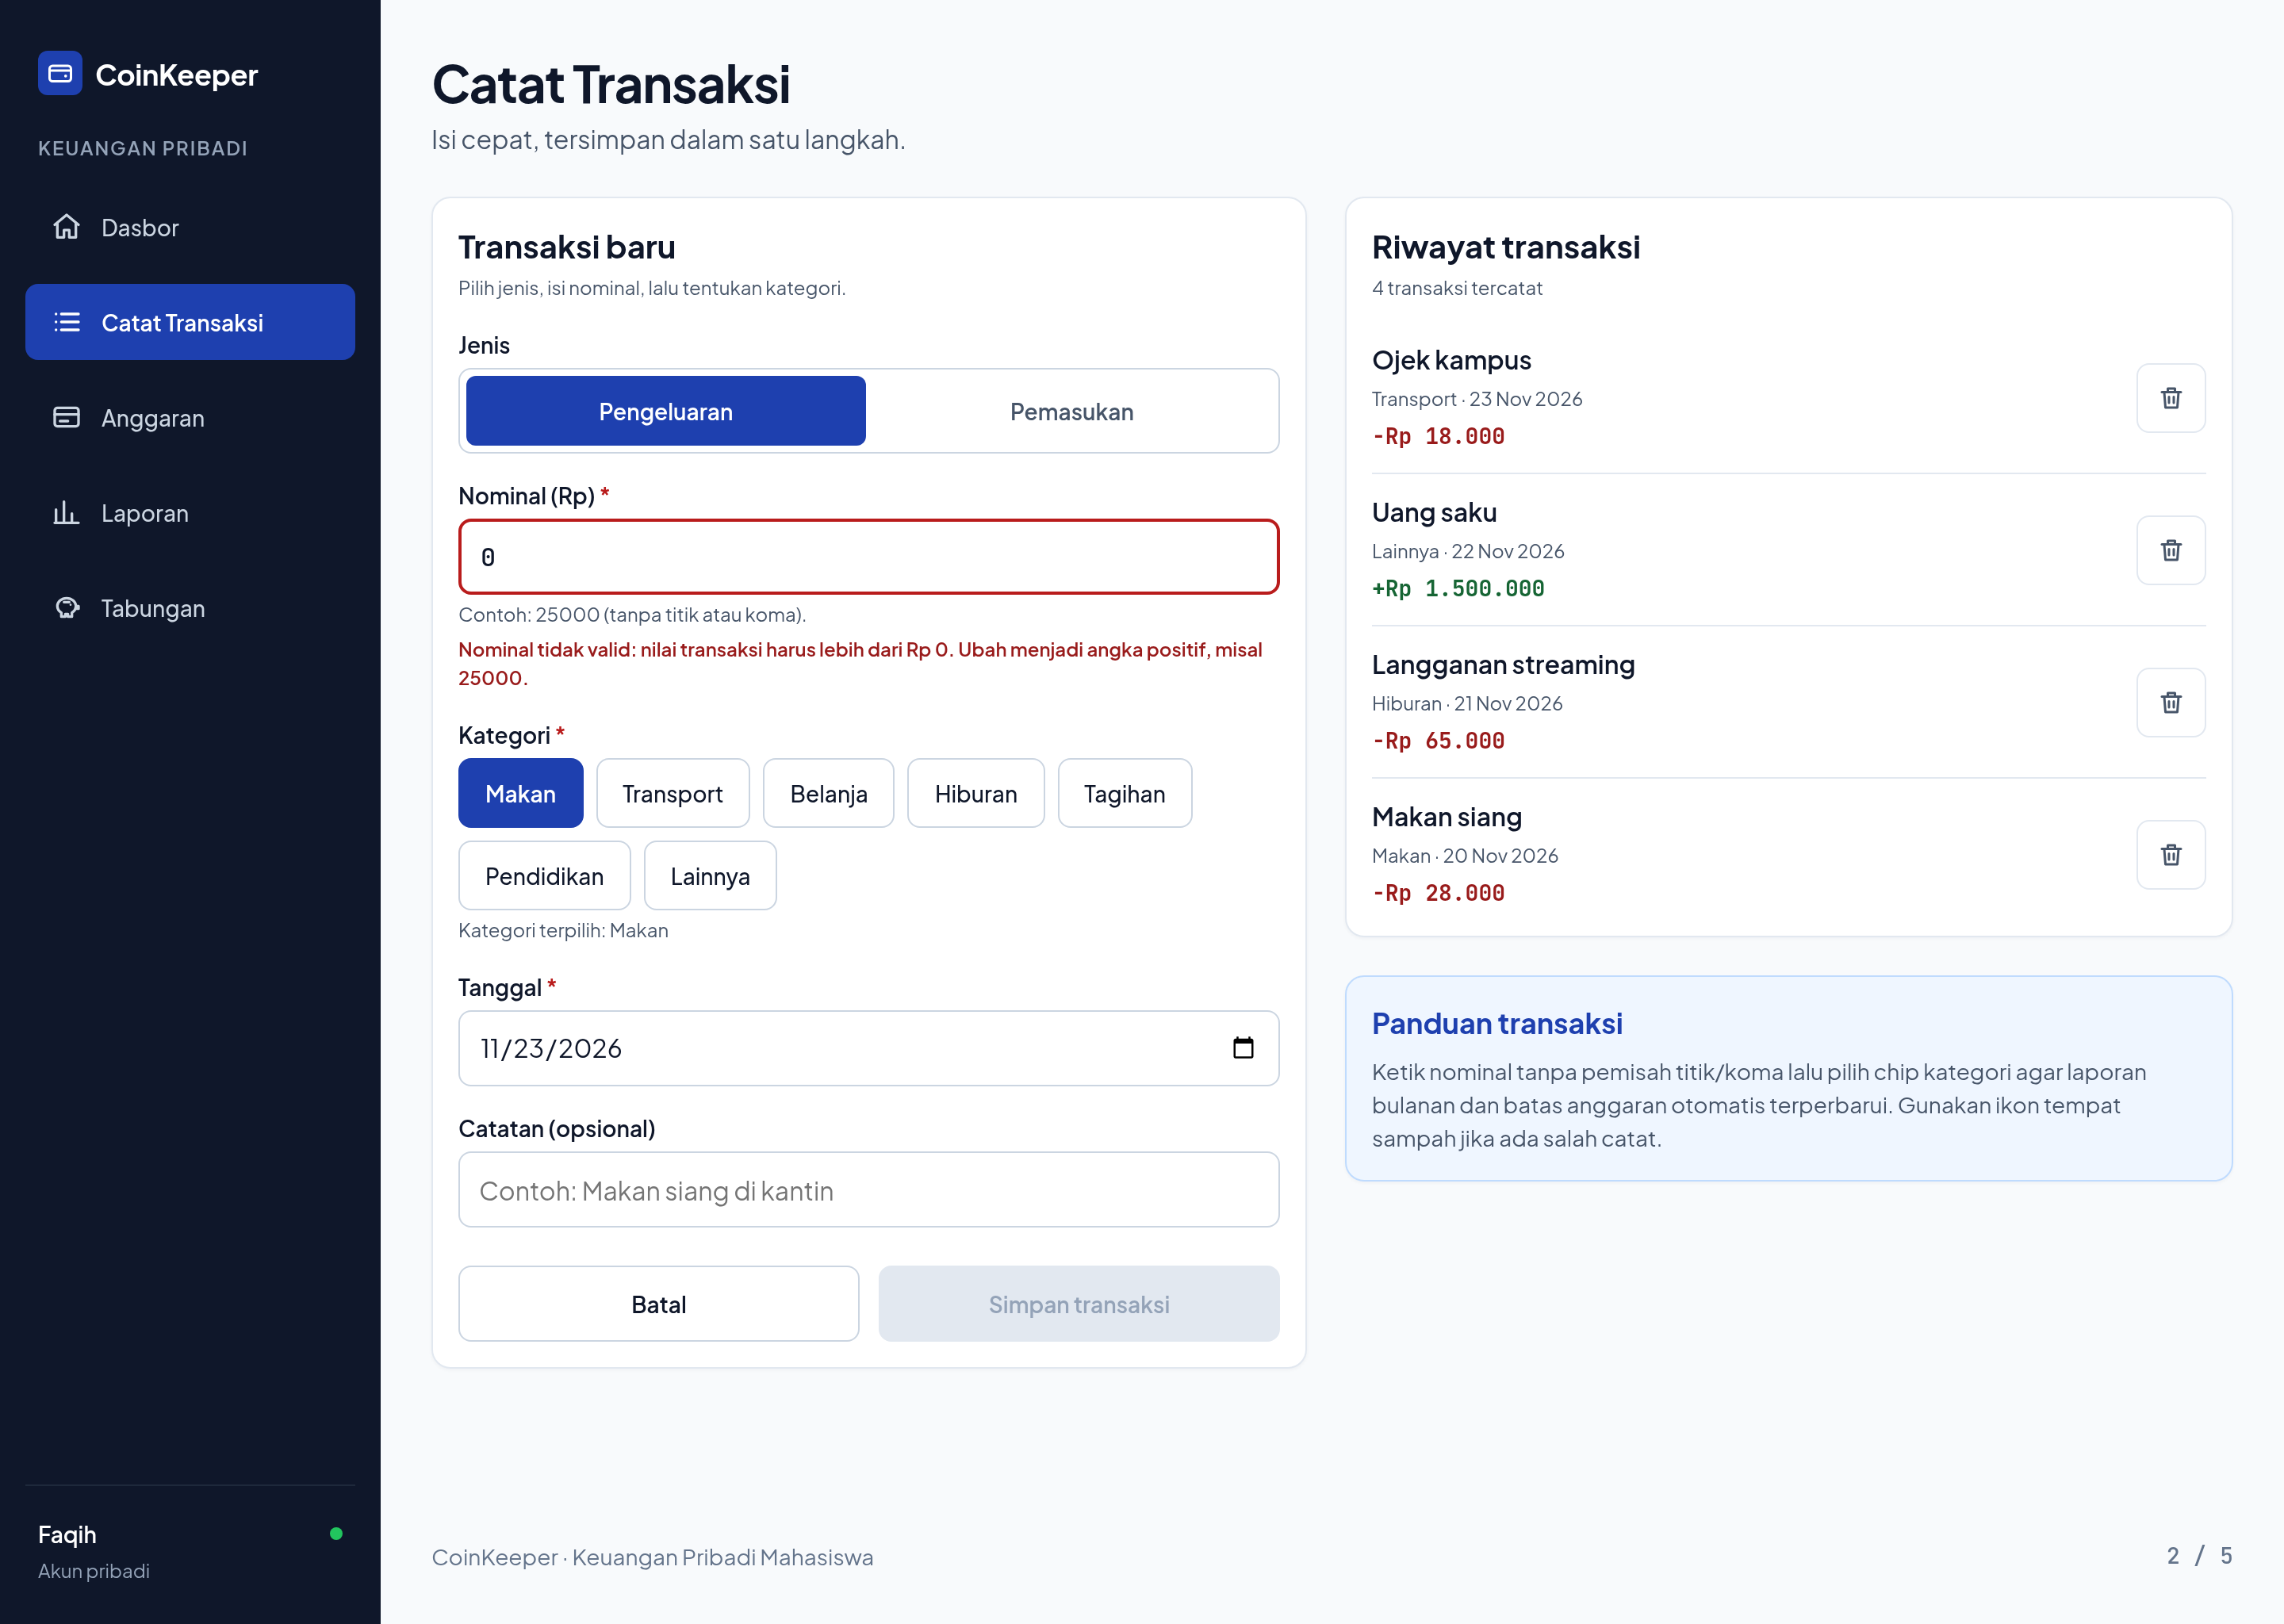 CoinKeeper
KEUANGAN PRIBADI
Dasbor
Catat Transaksi
Anggaran
Laporan
Tabungan
Faqih
Akun pribadi
Catat Transaksi
Isi cepat, tersimpan dalam satu langkah.
Transaksi baru
Pilih jenis, isi nominal, lalu tentukan kategori.
Jenis
Pengeluaran
Pemasukan
Nominal (Rp) *
0
Contoh: 25000 (tanpa titik atau koma).
Nominal tidak valid: nilai transaksi harus lebih dari Rp 0. Ubah menjadi angka positif, misal
25000.
Kategori *
Makan
Transport
Belanja
Hiburan
Tagihan
Pendidikan
Lainnya
Kategori terpilih: Makan
Tanggal *
11/23/2026
Catatan (opsional)
Contoh: Makan siang di kantin
Batal
Simpan transaksi
Riwayat transaksi
4 transaksi tercatat
Ojek kampus
Transport · 23 Nov 2026
-Rp 18.000
Uang saku
Lainnya · 22 Nov 2026
+Rp 1.500.000
Langganan streaming
Hiburan · 21 Nov 2026
-Rp 65.000
Makan siang
Makan · 20 Nov 2026
-Rp 28.000
Panduan transaksi
Ketik nominal tanpa pemisah titik/koma lalu pilih chip kategori agar laporan
bulanan dan batas anggaran otomatis terperbarui. Gunakan ikon tempat
sampah jika ada salah catat.
CoinKeeper · Keuangan Pribadi Mahasiswa
2 / 5